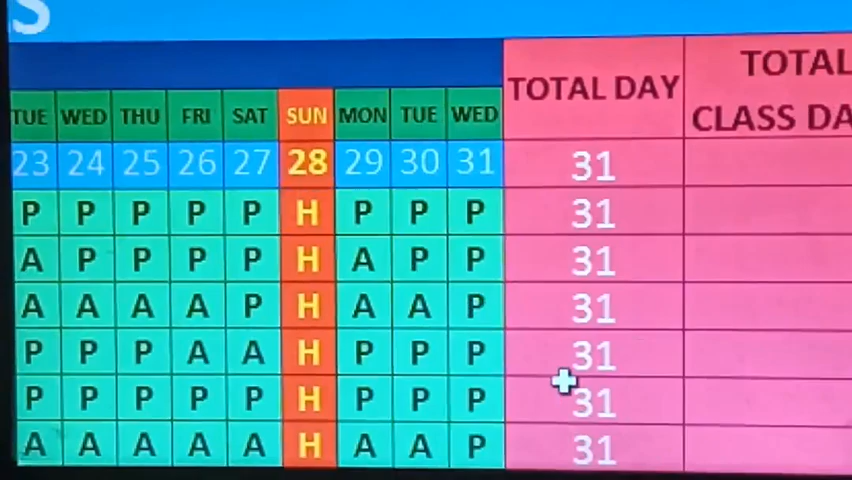 S
TOTAL DAY TOTAL
CLASS DA
TUE WED THU FRI SAT SUN MON TUE WED
23 24 25 26 27 28 29 30 31 31
P P P P P H P P P 31
A P P P P H A P P 31
A A A A P H A A P 31
P P P A A H P P P 31
P P P P P H P P P 31
A A A A A H A A P 31